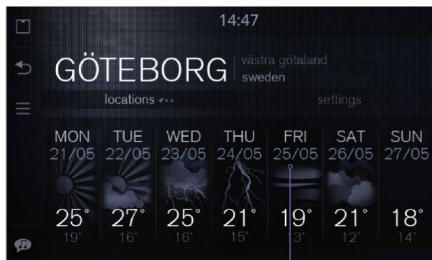 14:47
GÖTEBORG
västra götaland
sweden
locations
settings
MON TUE WED THU FRI SAT SUN
21/05 22/05 23/05 24/05 25/05 26/05 27/05
25° 27° 25° 21° 19° 21° 18°
19° 16° 16° 15° 3° 12° 14°